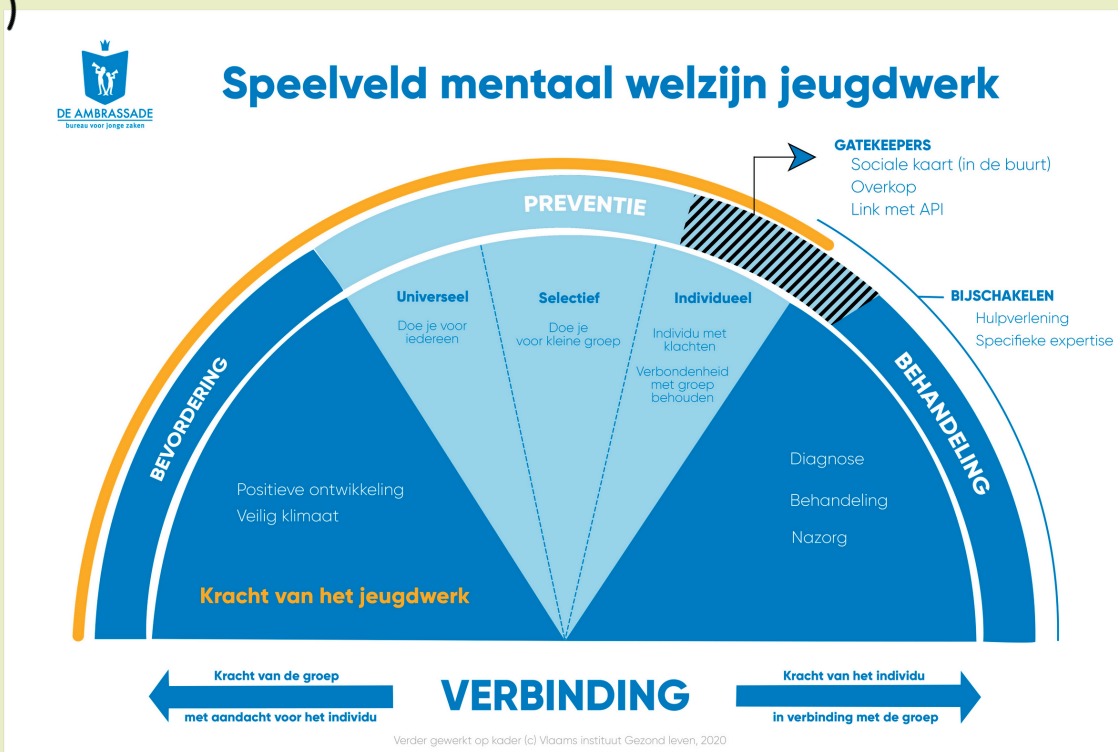 DE AMBRASSADE
bureau voor jonge zaken
Speelveld mentaal welzijn jeugdwerk
GATEKEEPERS
Sociale kaart (in de buurt)
Overkop
Link met API
PREVENTIE
BIJSCHAKELEN
Hulpverlening
Specifieke expertise
Universeel
Doe je voor
iedereen
Selectief
Doe je
voor kleine groep
Individueel
Individu met
klachten
Verbondenheid
met groep
behouden
BEVORDERING
BEHANDELING
Positieve ontwikkeling
Veilig klimaat
Diagnose
Behandeling
Nazorg
Kracht van het jeugdwerk
Kracht van de groep
met aandacht voor het individu
VERBINDING
Kracht van het individu
in verbinding met de groep
Verder gewerkt op kader (c) Vlaams instituut Gezond leven, 2020